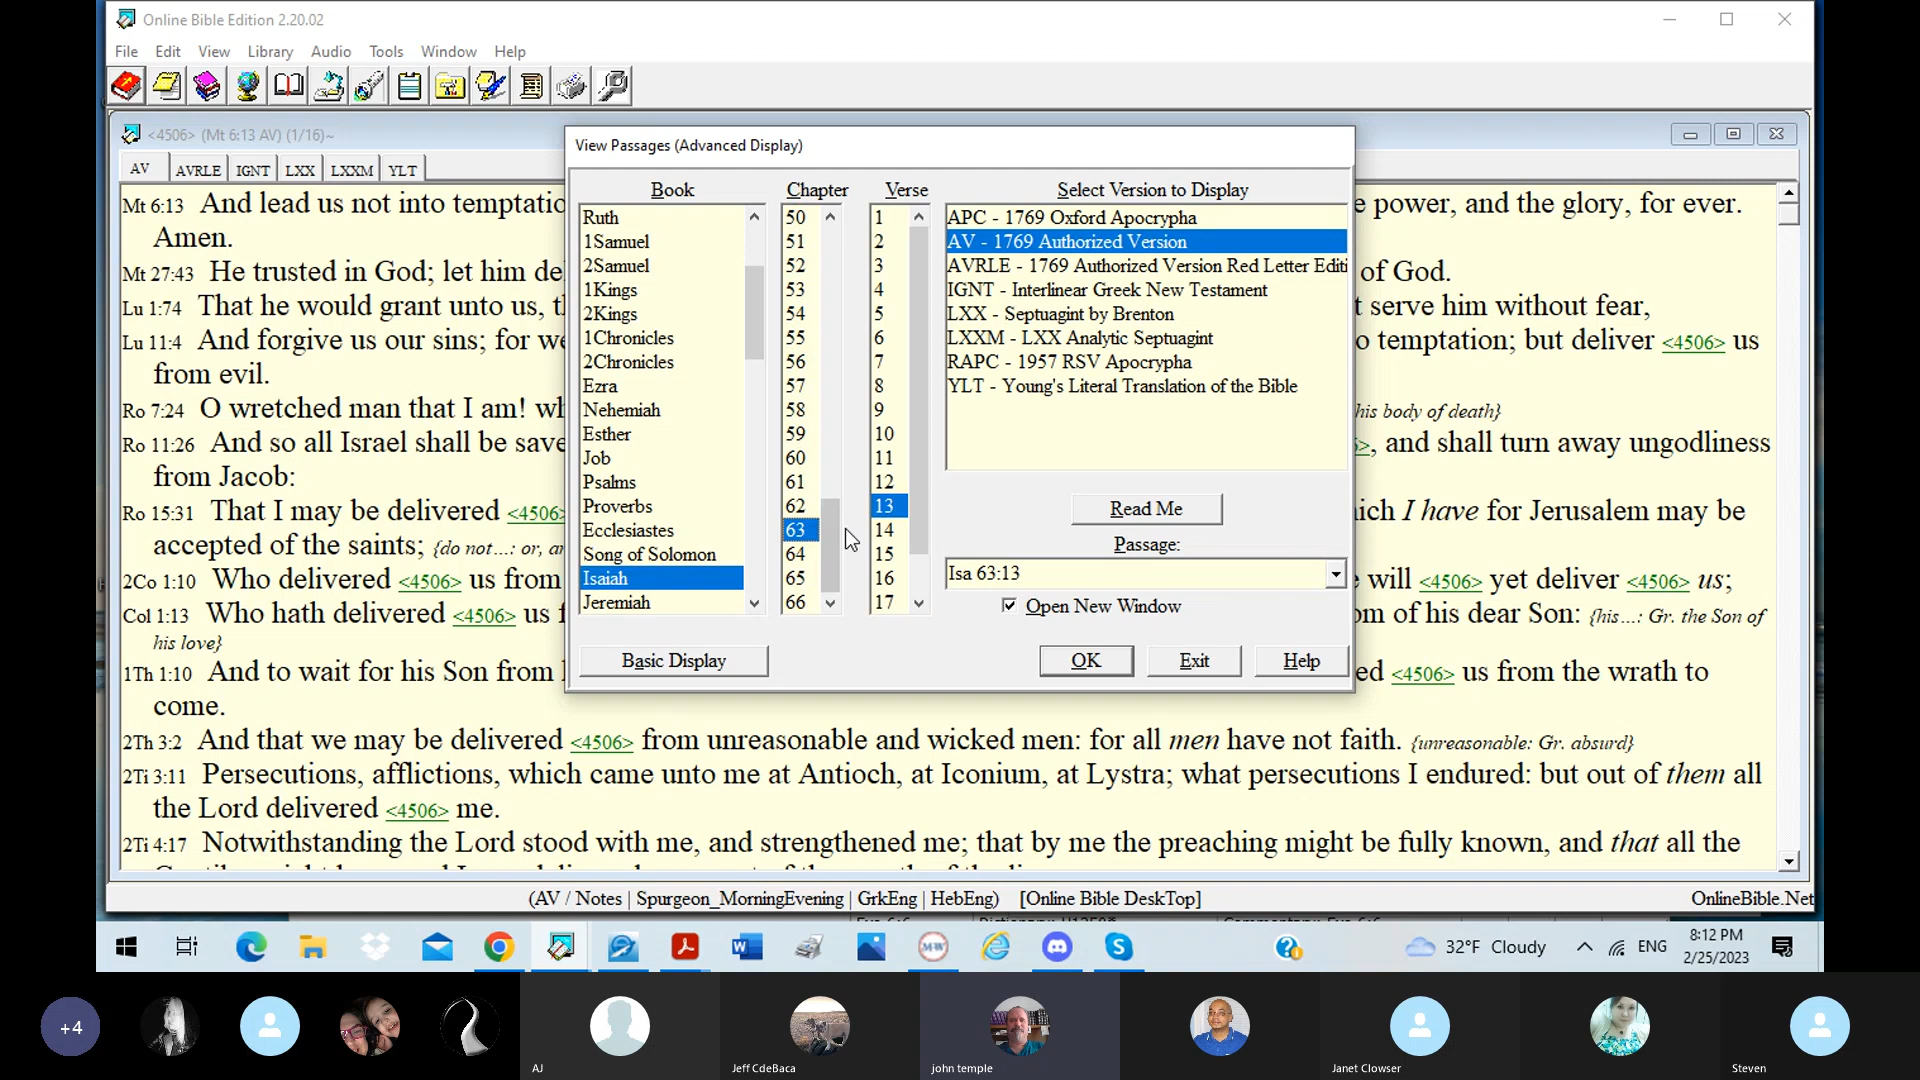 Online Bible Edition 2.20.02
File Edit View Library Audio Tools Window Help
<4506> (Mt 6:13 AV) (1/16)~
AV AVRLE IGNT LXX LXXM YLT
Mt 6:13 And lead us not into temptatio
e power, and the glory, for ever.
Amen.
Mt 27:43 He trusted in God; let him de
of God.
Lu 1:74 That he would grant unto us, t
t serve him without fear,
Lu 11:4 And forgive us our sins; for we
o temptation; but deliver <4506> us
from evil.
Ro 7:24 O wretched man that I am! wh
his body of death}
Ro 11:26 And so all Israel shall be save
>, and shall turn away ungodliness
from Jacob:
Ro 15:31 That I may be delivered <4506>
ich I have for Jerusalem may be
accepted of the saints; {do not…: or, an
2Co 1:10 Who delivered <4506> us from
e will <4506> yet deliver <4506> us;
Col 1:13 Who hath delivered <4506> us f
om of his dear Son: {his…: Gr. the Son of
his love}
1Th 1:10 And to wait for his Son from
ed <4506> us from the wrath to
come.
2Th 3:2 And that we may be delivered <4506> from unreasonable and wicked men: for all men have not faith. {unreasonable: Gr. absurd}
2Ti 3:11 Persecutions, afflictions, which came unto me at Antioch, at Iconium, at Lystra; what persecutions I endured: but out of them all
the Lord delivered <4506> me.
2Ti 4:17 Notwithstanding the Lord stood with me, and strengthened me; that by me the preaching might be fully known, and that all the
View Passages (Advanced Display)
Book Chapter Verse Select Version to Display
Ruth 50 1 APC - 1769 Oxford Apocrypha
1Samuel 51 2 AV - 1769 Authorized Version
2Samuel 52 3 AVRLE - 1769 Authorized Version Red Letter Editi
1Kings 53 4 IGNT - Interlinear Greek New Testament
2Kings 54 5 LXX - Septuagint by Brenton
1Chronicles 55 6 LXXM - LXX Analytic Septuagint
2Chronicles 56 7 RAPC - 1957 RSV Apocrypha
Ezra 57 8 YLT - Young's Literal Translation of the Bible
Nehemiah 58 9
Esther 59 10
Job 60 11
Psalms 61 12
Proverbs 62 13 Read Me
Ecclesiastes 63 14
Passage:
Song of Solomon 64 15
Isaiah 65 16 Isa 63:13
Jeremiah 66 17 Open New Window
Basic Display OK Exit Help
(AV / Notes | Spurgeon_MorningEvening | GrkEng | HebEng) [Online Bible DeskTop]
OnlineBible.Net
32°F Cloudy ENG
8:12 PM
2/25/2023
+4
AJ Jeff CdeBaca john temple Janet Clowser Steven